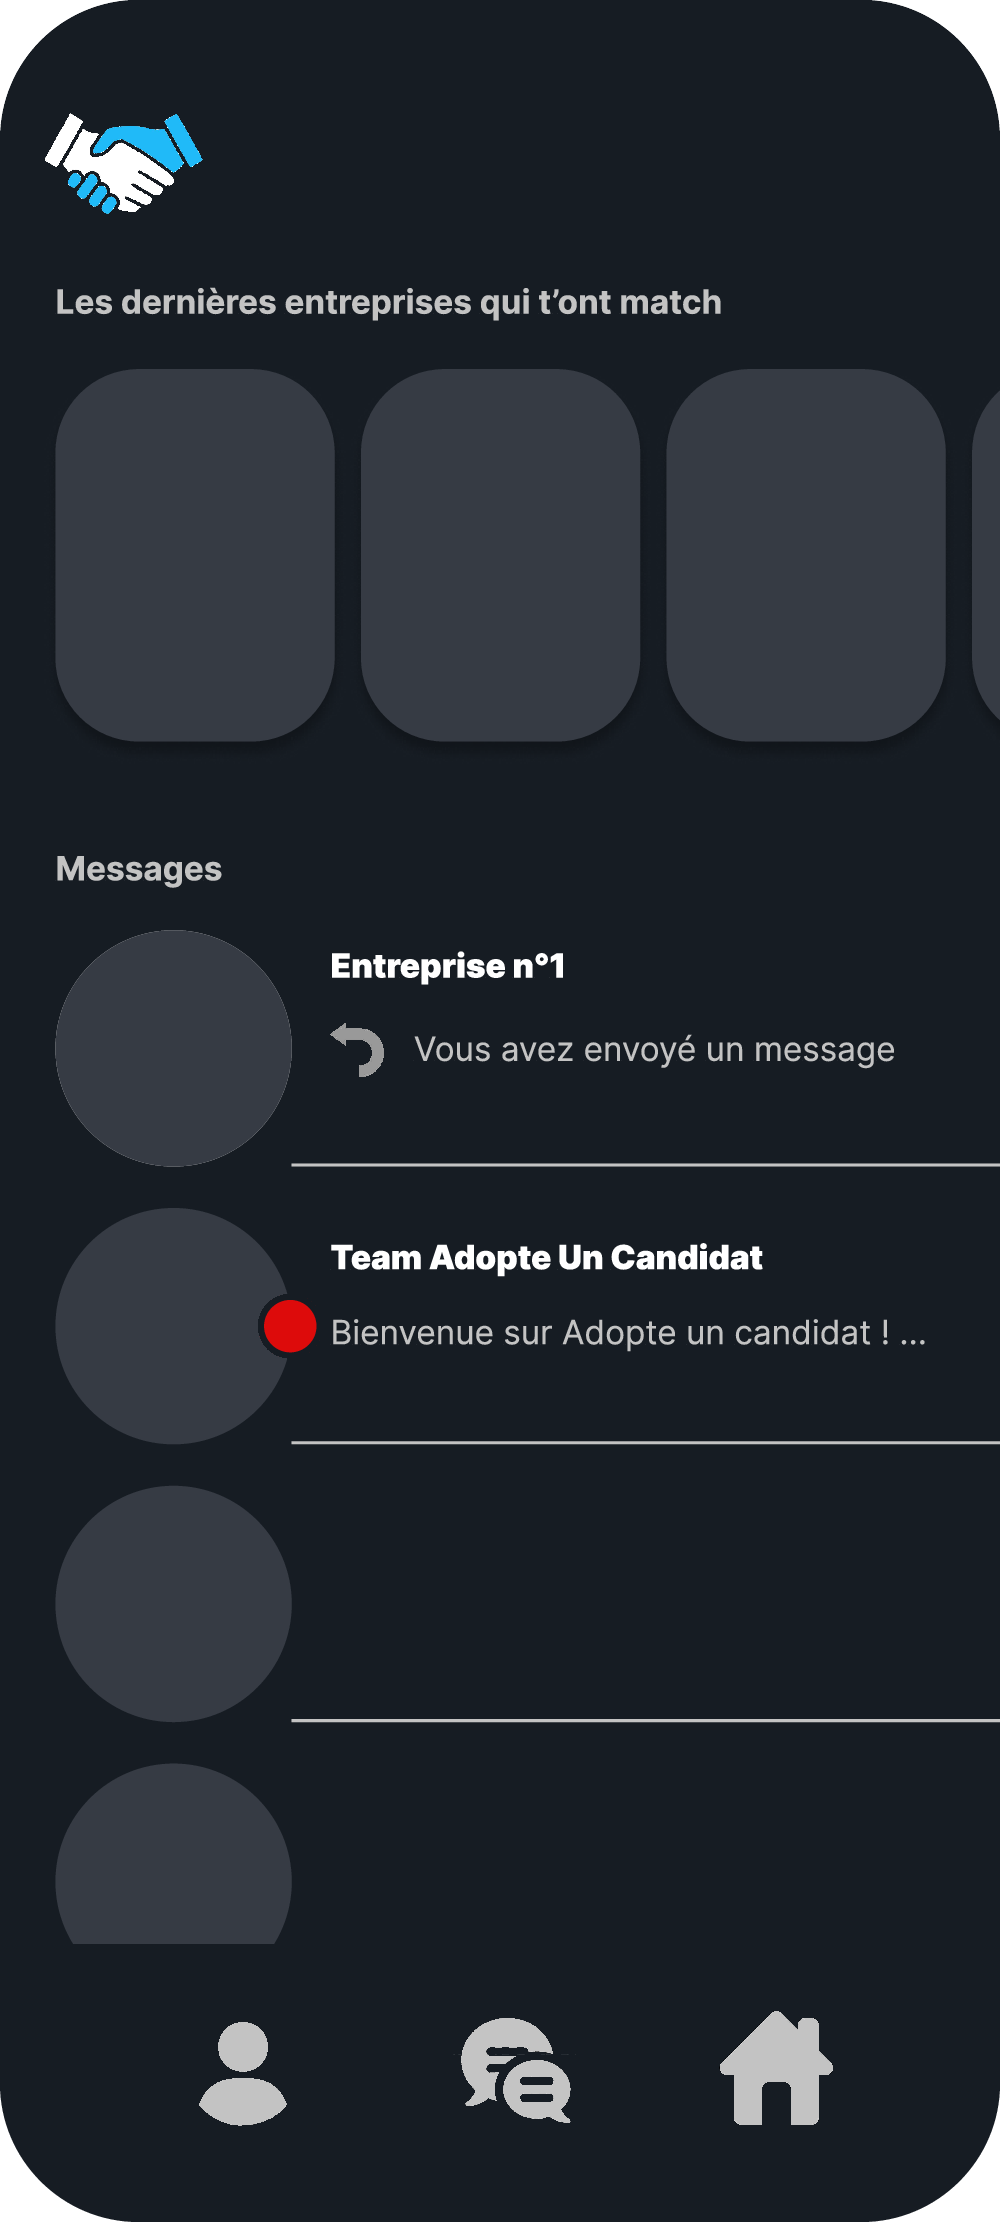 Les dernières entreprises qui t’ont match
Messages
Entreprise n°1
Vous avez envoyé un message
Team Adopte Un Candidat
Bienvenue sur Adopte un candidat ! ...